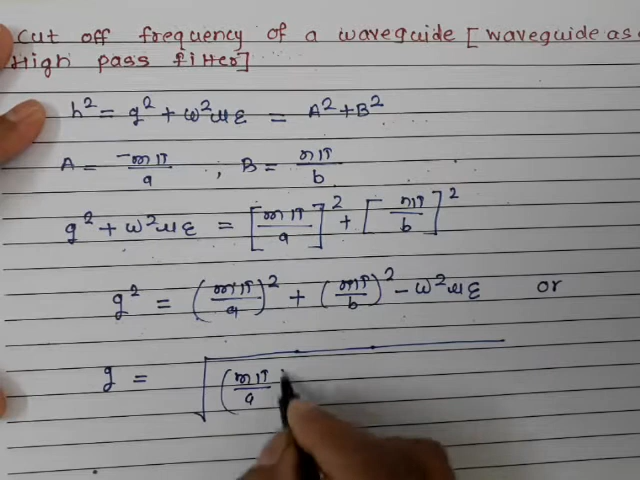 Cut off frequency of a waveguide [waveguide as a
High pass filter]
h² = g² + ω²με = A² + B²
A = -mπ/a ; B = nπ/b
g² + ω²με = [mπ/a]² + [nπ/b]²
g² = (mπ/a)² + (nπ/b)² - ω²με or
g = √(mπ/a